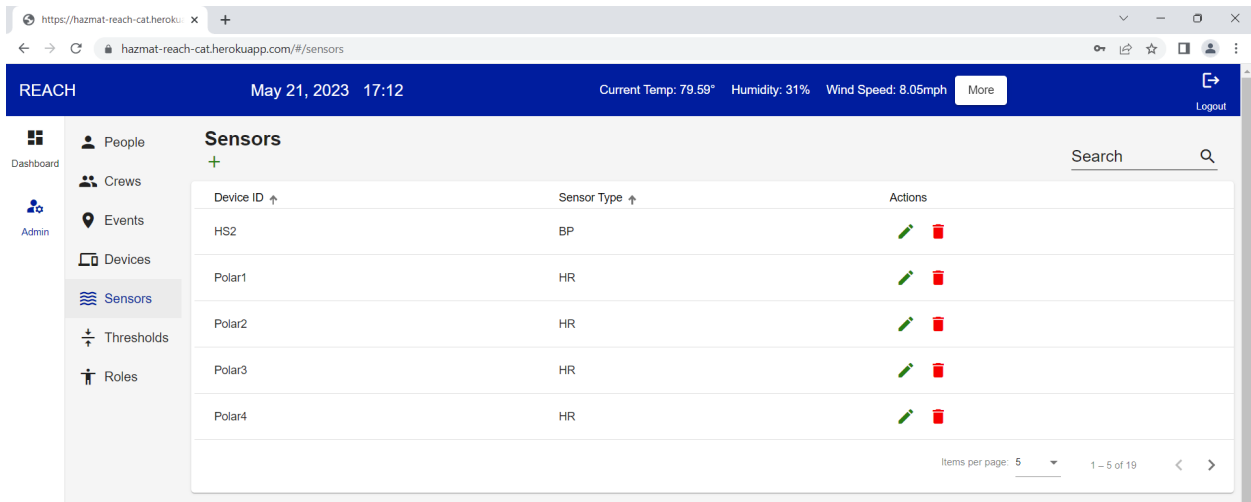 https://hazmat-reach-cat.heroku
hazmat-reach-cat.herokuapp.com/#/sensors
REACH May 21, 2023 17:12 Current Temp: 79.59° Humidity: 31% Wind Speed: 8.05mph More Logout
Dashboard
Admin
People
Crews
Events
Devices
Sensors
Thresholds
Roles
Sensors
Search
Device ID Sensor Type Actions
HS2 BP
Polar1 HR
Polar2 HR
Polar3 HR
Polar4 HR
Items per page: 5 1 – 5 of 19